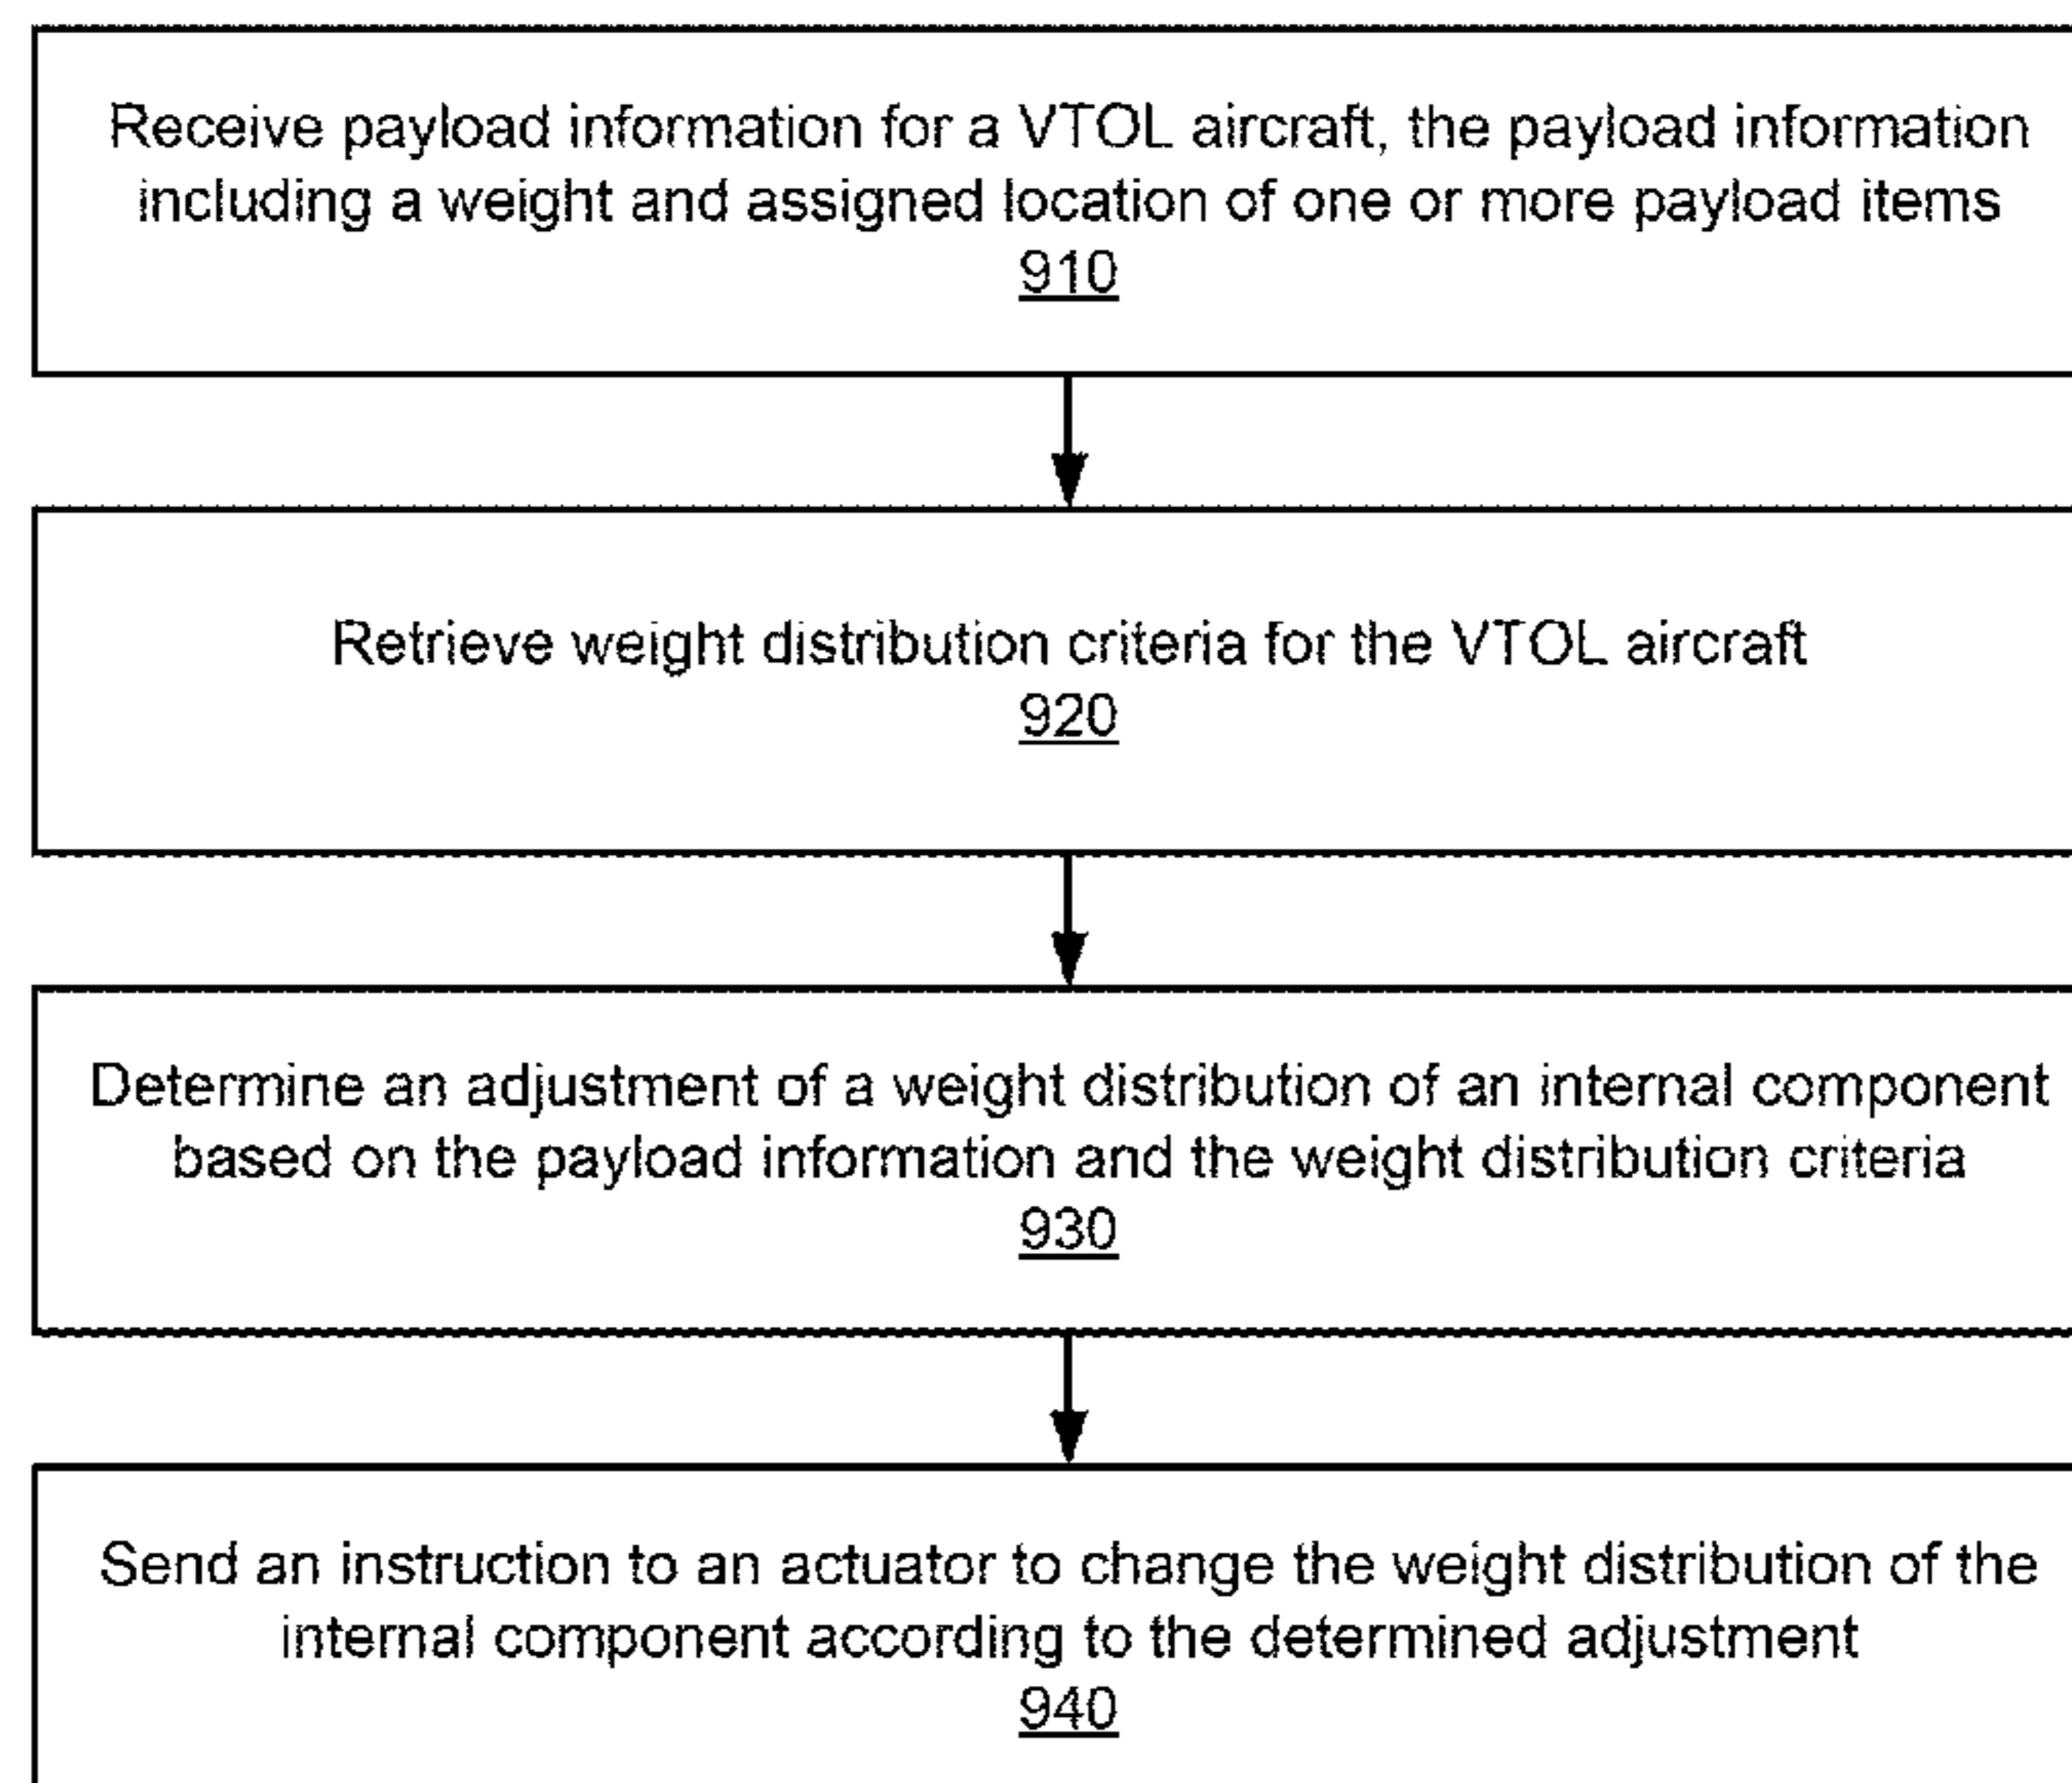 Receive payload information for a VTOL aircraft, the payload information
including a weight and assigned location of one or more payload items
910
Retrieve weight distribution criteria for the VTOL aircraft
920
Determine an adjustment of a weight distribution of an internal component
based on the payload information and the weight distribution criteria
930
Send an instruction to an actuator to change the weight distribution of the
internal component according to the determined adjustment
940